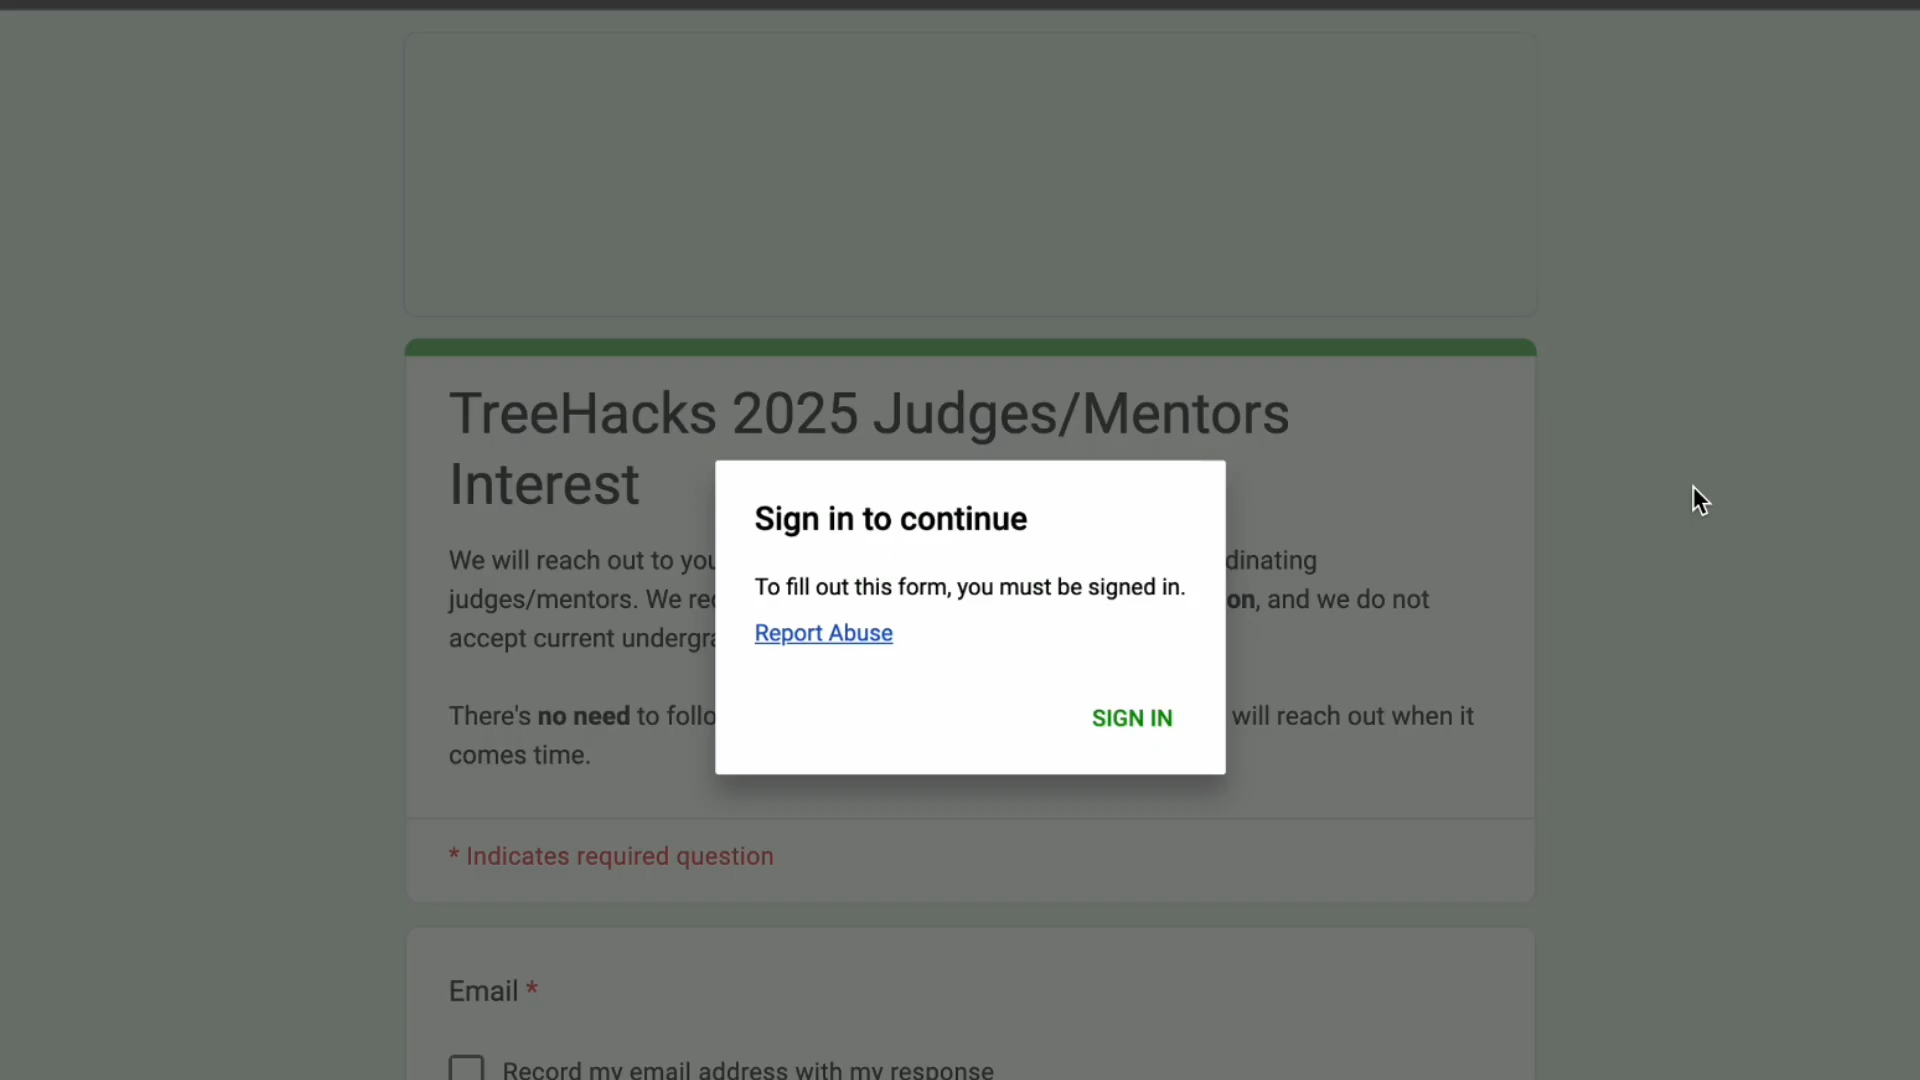 TreeHacks 2025 Judges/Mentors
Interest
Sign in to continue
To fill out this form, you must be signed in.
Report Abuse
SIGN IN
We will reach out to you dinating
judges/mentors. We on, and we do not
accept current
There's no need to will reach out when it
comes time.
* Indicates required question
Email *
Record my email address with my response